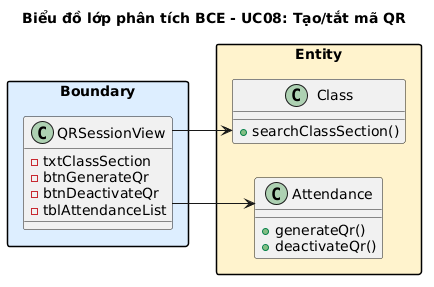 Biểu đồ lớp phân tích BCE - UC08: Tạo/tắt mã QR
Boundary
C QRSessionView
txtClassSection
btnGenerateQr
btnDeactivateQr
tblAttendanceList
Entity
C Class
searchClassSection()
C Attendance
generateQr()
deactivateQr()